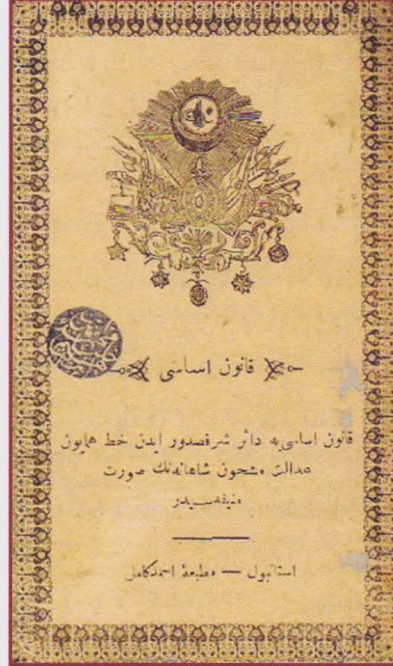 قانون اساسی
قانون اساسی‌یه دائر شرفصدور ایدن خط همایون
عدالت مشحون شاهانه‌نك صورت
منیفه‌سیدر
استانبول — مطبعهٔ احمد کامل